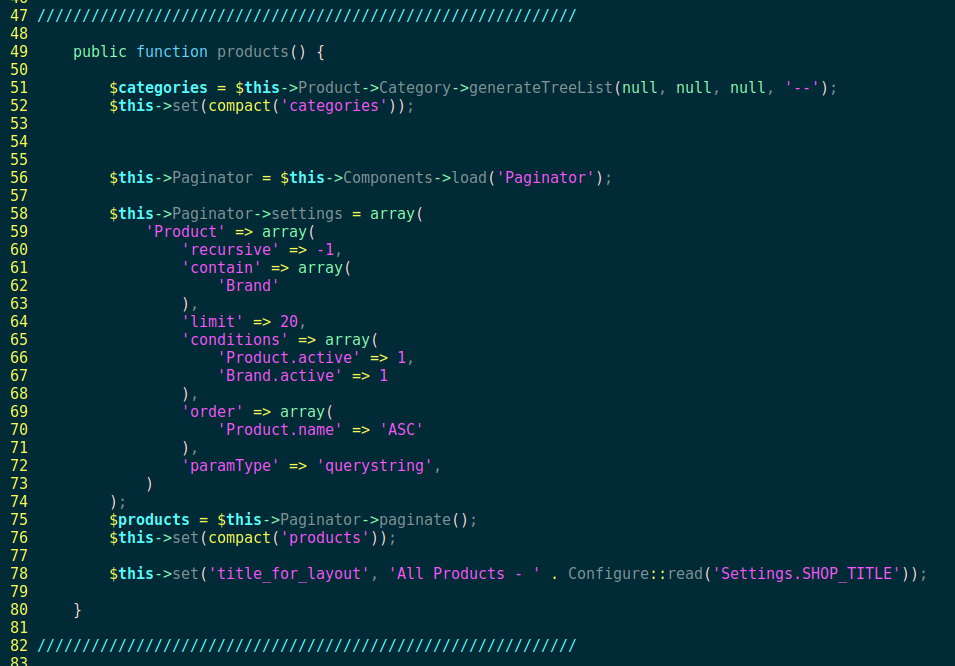 47 ////////////////////////////////////////////////////////////
48
49     public function products() {
50
51         $categories = $this->Product->Category->generateTreeList(null, null, null, '--');
52         $this->set(compact('categories'));
53
54
55
56         $this->Paginator = $this->Components->load('Paginator');
57
58         $this->Paginator->settings = array(
59             'Product' => array(
60                 'recursive' => -1,
61                 'contain' => array(
62                     'Brand'
63                 ),
64                 'limit' => 20,
65                 'conditions' => array(
66                     'Product.active' => 1,
67                     'Brand.active' => 1
68                 ),
69                 'order' => array(
70                     'Product.name' => 'ASC'
71                 ),
72                 'paramType' => 'querystring',
73             )
74         );
75         $products = $this->Paginator->paginate();
76         $this->set(compact('products'));
77
78         $this->set('title_for_layout', 'All Products - ' . Configure::read('Settings.SHOP_TITLE'));
79
80     }
81
82 ////////////////////////////////////////////////////////////
83